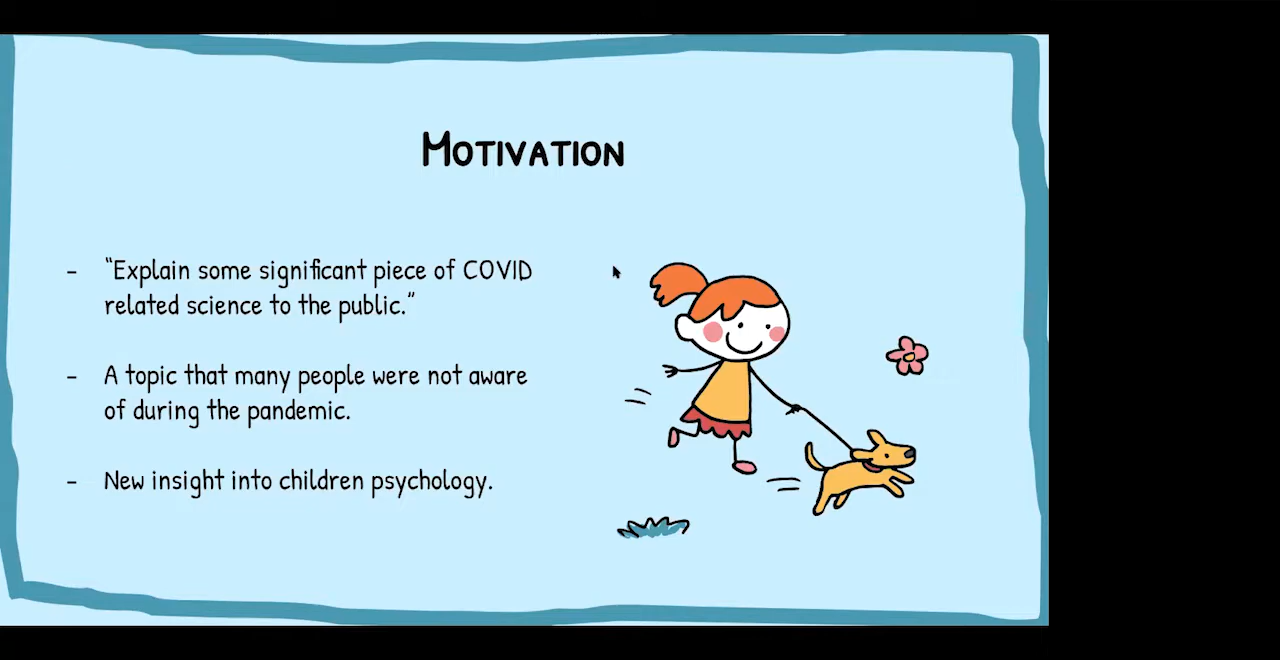 MOTIVATION
- “Explain some significant piece of COVID
related science to the public.”
- A topic that many people were not aware
of during the pandemic.
- New insight into children psychology.